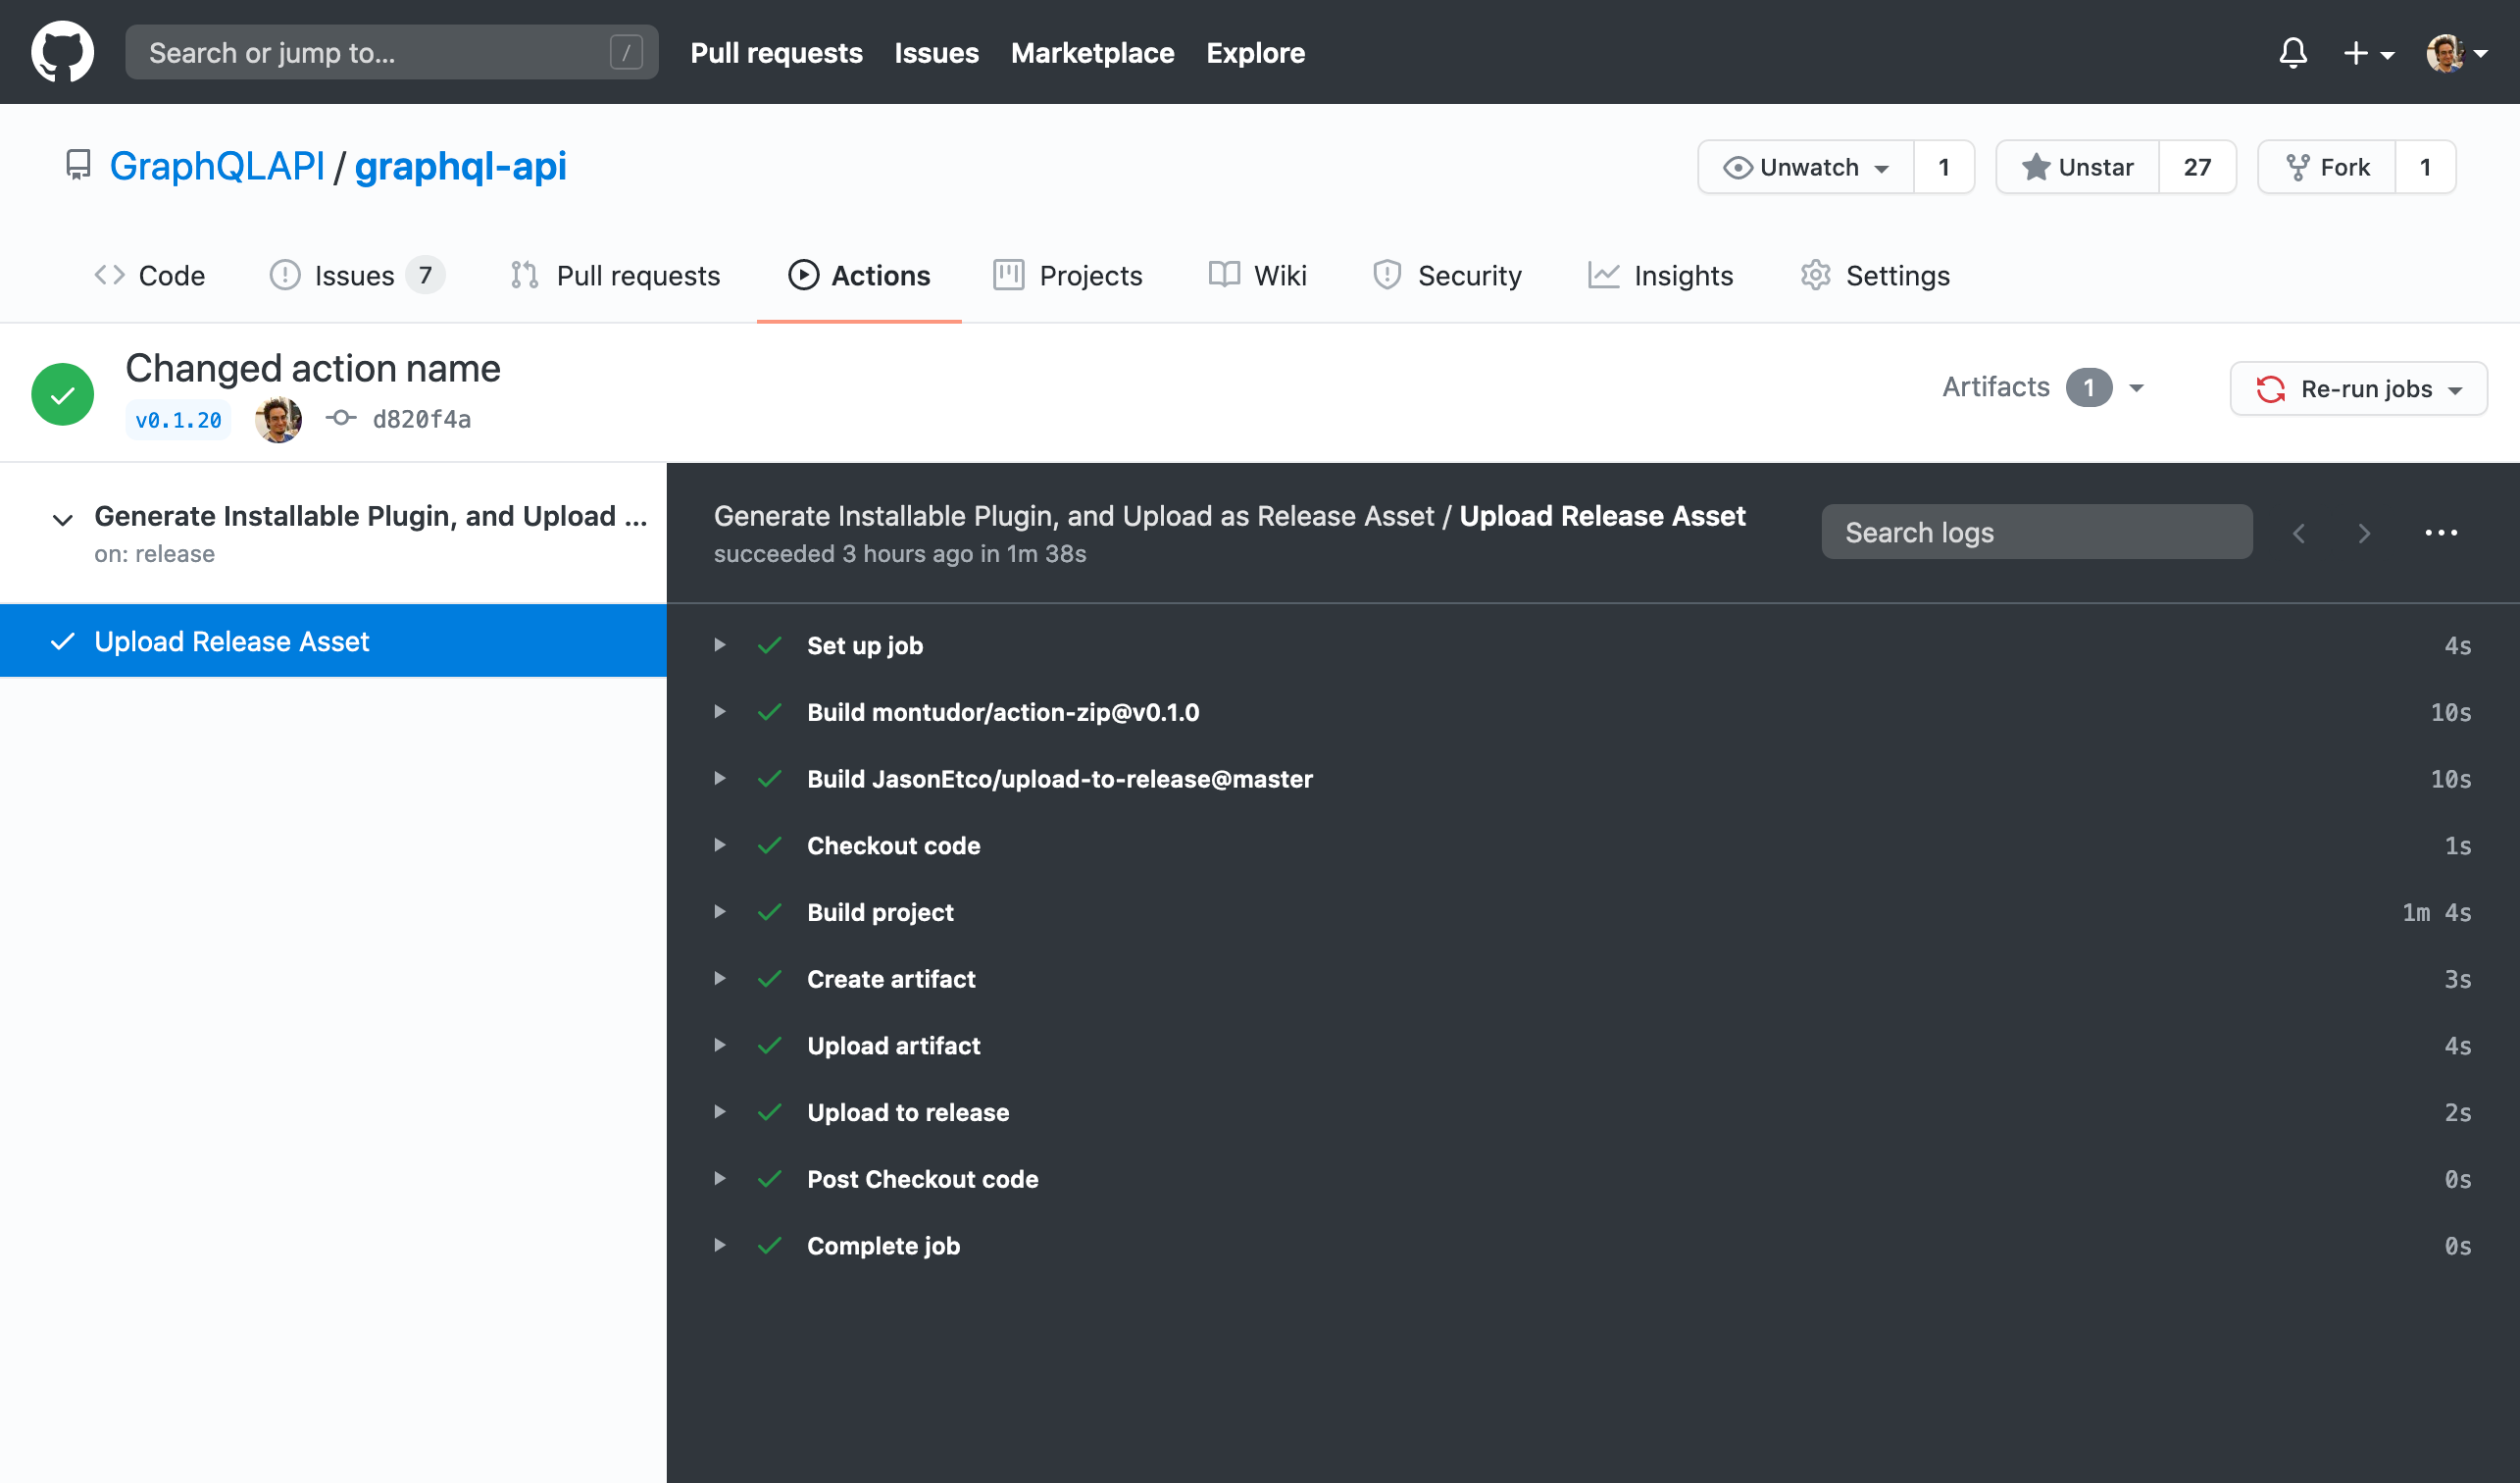 Search or jump to... /
Pull requests Issues Marketplace Explore
GraphQLAPI / graphql-api
Unwatch 1 Unstar 27 Fork 1
Code Issues 7 Pull requests Actions Projects Wiki Security Insights Settings
Changed action name
v0.1.20 d820f4a
Artifacts 1 Re-run jobs
Generate Installable Plugin, and Upload ...
on: release
Upload Release Asset
Generate Installable Plugin, and Upload as Release Asset / Upload Release Asset
succeeded 3 hours ago in 1m 38s
Search logs
Set up job 4s
Build montudor/action-zip@v0.1.0 10s
Build JasonEtco/upload-to-release@master 10s
Checkout code 1s
Build project 1m 4s
Create artifact 3s
Upload artifact 4s
Upload to release 2s
Post Checkout code 0s
Complete job 0s